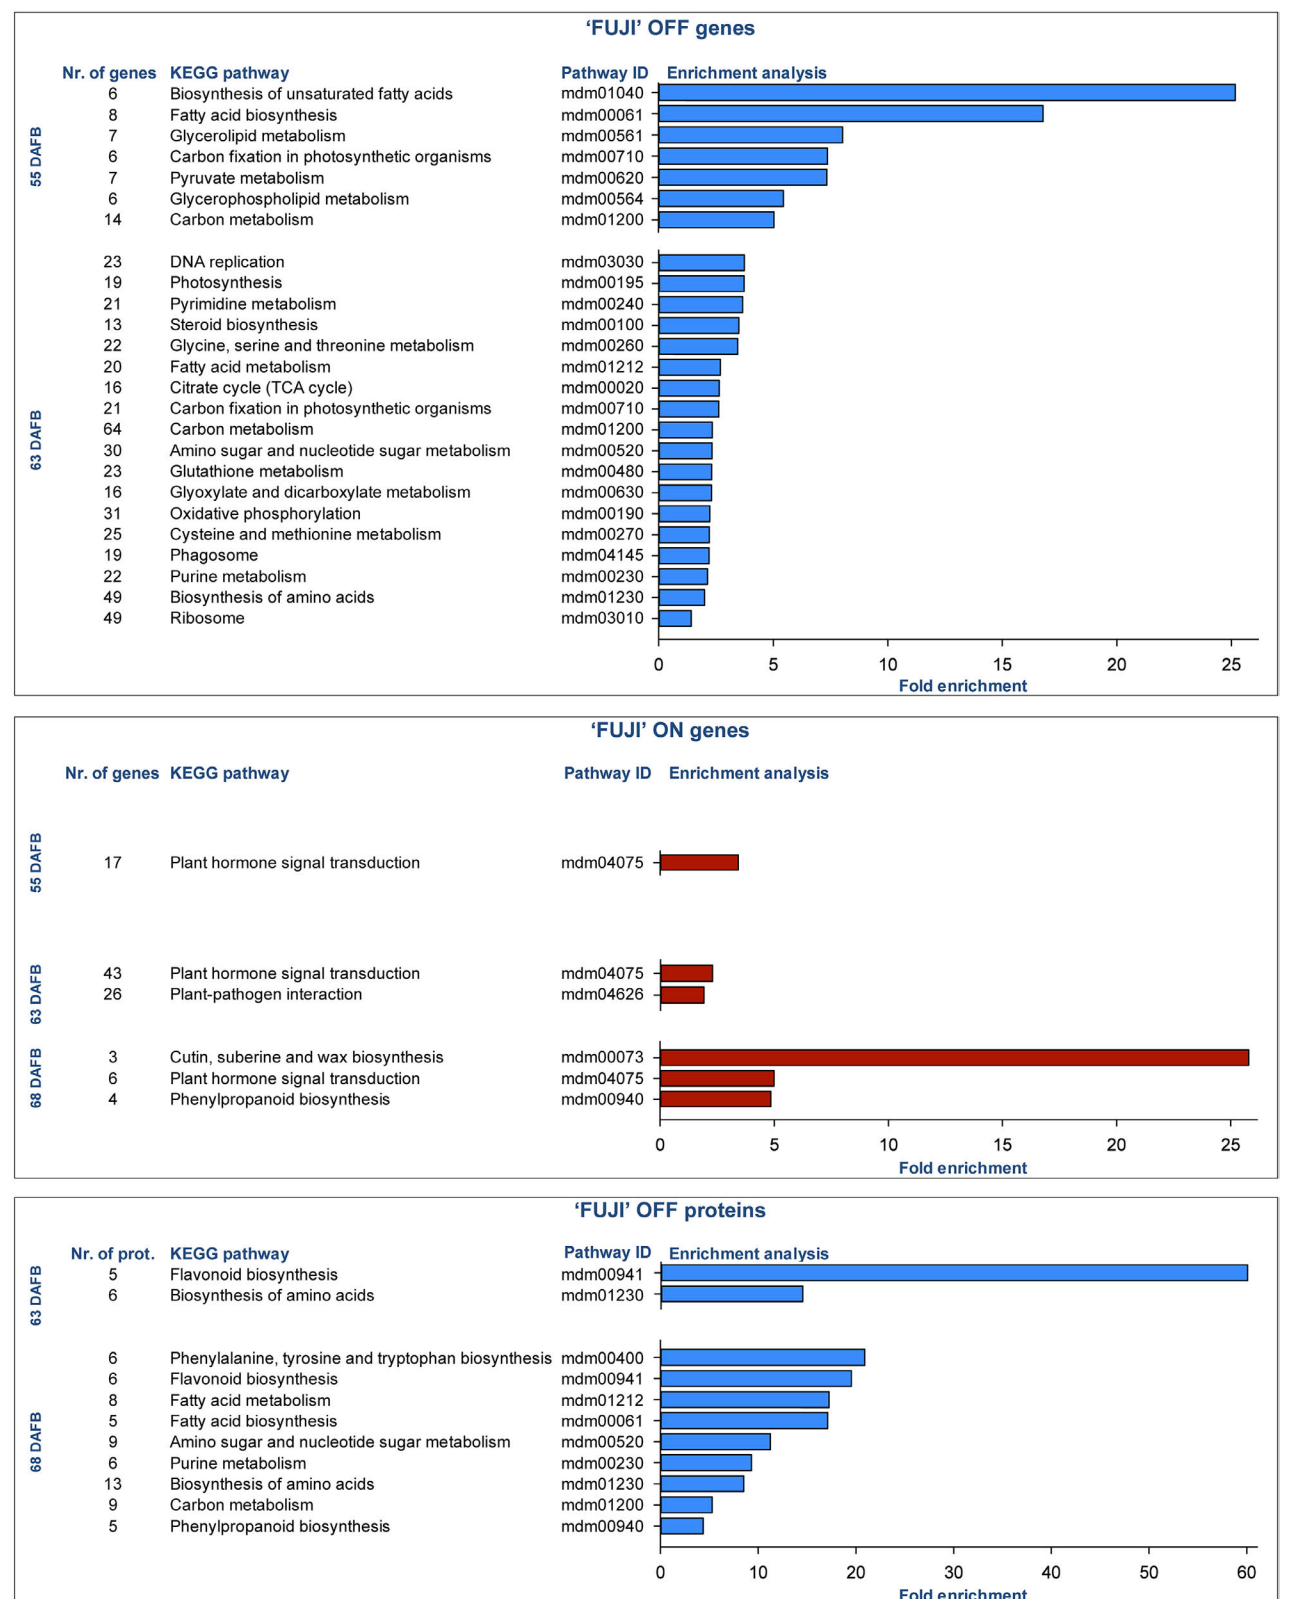 ‘FUJI’ OFF genes
Nr. of genes KEGG pathway Pathway ID Enrichment analysis
55 DAFB
6 Biosynthesis of unsaturated fatty acids mdm01040
8 Fatty acid biosynthesis mdm00061
7 Glycerolipid metabolism mdm00561
6 Carbon fixation in photosynthetic organisms mdm00710
7 Pyruvate metabolism mdm00620
6 Glycerophospholipid metabolism mdm00564
14 Carbon metabolism mdm01200
63 DAFB
23 DNA replication mdm03030
19 Photosynthesis mdm00195
21 Pyrimidine metabolism mdm00240
13 Steroid biosynthesis mdm00100
22 Glycine, serine and threonine metabolism mdm00260
20 Fatty acid metabolism mdm01212
16 Citrate cycle (TCA cycle) mdm00020
21 Carbon fixation in photosynthetic organisms mdm00710
64 Carbon metabolism mdm01200
30 Amino sugar and nucleotide sugar metabolism mdm00520
23 Glutathione metabolism mdm00480
16 Glyoxylate and dicarboxylate metabolism mdm00630
31 Oxidative phosphorylation mdm00190
25 Cysteine and methionine metabolism mdm00270
19 Phagosome mdm04145
22 Purine metabolism mdm00230
49 Biosynthesis of amino acids mdm01230
49 Ribosome mdm03010
0 5 10 15 20 25
Fold enrichment
‘FUJI’ ON genes
Nr. of genes KEGG pathway Pathway ID Enrichment analysis
55 DAFB
17 Plant hormone signal transduction mdm04075
63 DAFB
43 Plant hormone signal transduction mdm04075
26 Plant-pathogen interaction mdm04626
68 DAFB
3 Cutin, suberine and wax biosynthesis mdm00073
6 Plant hormone signal transduction mdm04075
4 Phenylpropanoid biosynthesis mdm00940
0 5 10 15 20 25
Fold enrichment
‘FUJI’ OFF proteins
Nr. of prot. KEGG pathway Pathway ID Enrichment analysis
63 DAFB
5 Flavonoid biosynthesis mdm00941
6 Biosynthesis of amino acids mdm01230
68 DAFB
6 Phenylalanine, tyrosine and tryptophan biosynthesis mdm00400
6 Flavonoid biosynthesis mdm00941
8 Fatty acid metabolism mdm01212
5 Fatty acid biosynthesis mdm00061
9 Amino sugar and nucleotide sugar metabolism mdm00520
6 Purine metabolism mdm00230
13 Biosynthesis of amino acids mdm01230
9 Carbon metabolism mdm01200
5 Phenylpropanoid biosynthesis mdm00940
0 10 20 30 40 50 60
Fold enrichment